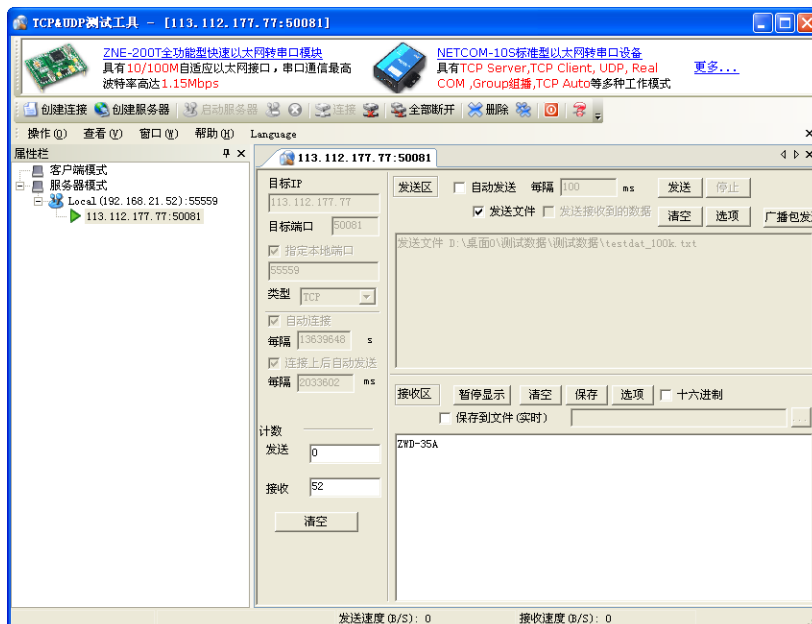 TCP&UDP测试工具 - [113.112.177.77:50081]
ZNE-200T全功能型快速以太网转串口模块
具有10/100M自适应以太网接口，串口通信最高
波特率高达1.15Mbps
NETCOM-10S标准型以太网转串口设备
具有TCP Server,TCP Client, UDP, Real
COM ,Group组播,TCP Auto等多种工作模式
更多...
创建连接 创建服务器 启动服务器 连接 全部断开 删除
操作(O) 查看(V) 窗口(W) 帮助(H) Language
属性栏
客户端模式
服务器模式
Local(192.168.21.52):55559
113.112.177.77:50081
113.112.177.77:50081
目标IP
113.112.177.77
目标端口 50081
指定本地端口
55559
类型 TCP
自动连接
每隔 13639648 s
连接上后自动发送
每隔 2033602 ms
计数
发送 0
接收 52
清空
发送区 自动发送 每隔 100 ms 发送 停止
发送文件 发送接收到的数据 清空 选项 广播包发
发送文件 D:\桌面0\测试数据\测试数据\testdat_100k.txt
接收区 暂停显示 清空 保存 选项 十六进制
保存到文件(实时) ...
ZWD-35A
发送速度(B/S): 0 接收速度(B/S): 0